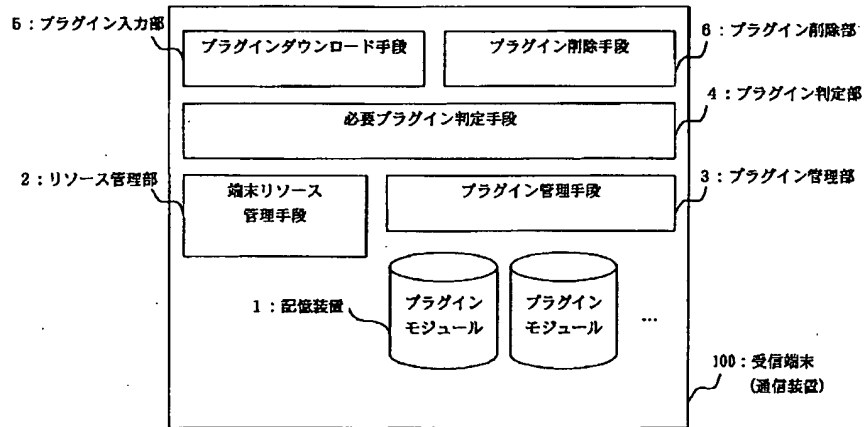 5：プラグイン入力部
プラグインダウンロード手段
プラグイン削除手段
6：プラグイン削除部
必要プラグイン判定手段
4：プラグイン判定部
2：リソース管理部
端末リソース
管理手段
プラグイン管理手段
3：プラグイン管理部
1：記憶装置
プラグイン
モジュール
プラグイン
モジュール
…
100：受信端末
(通信装置)